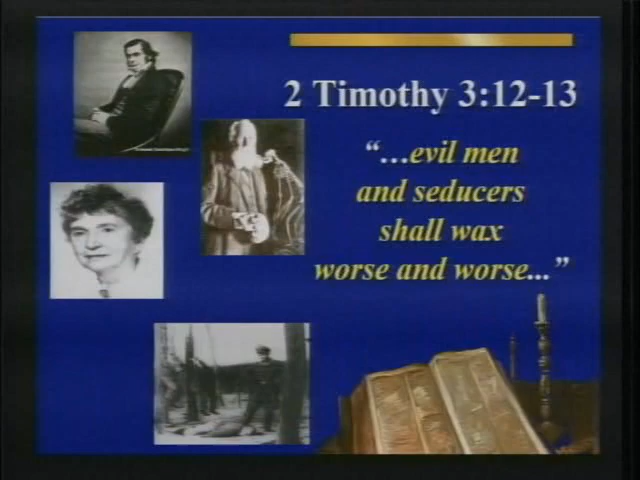 2 Timothy 3:12-13
“...evil men
and seducers
shall wax
worse and worse...”